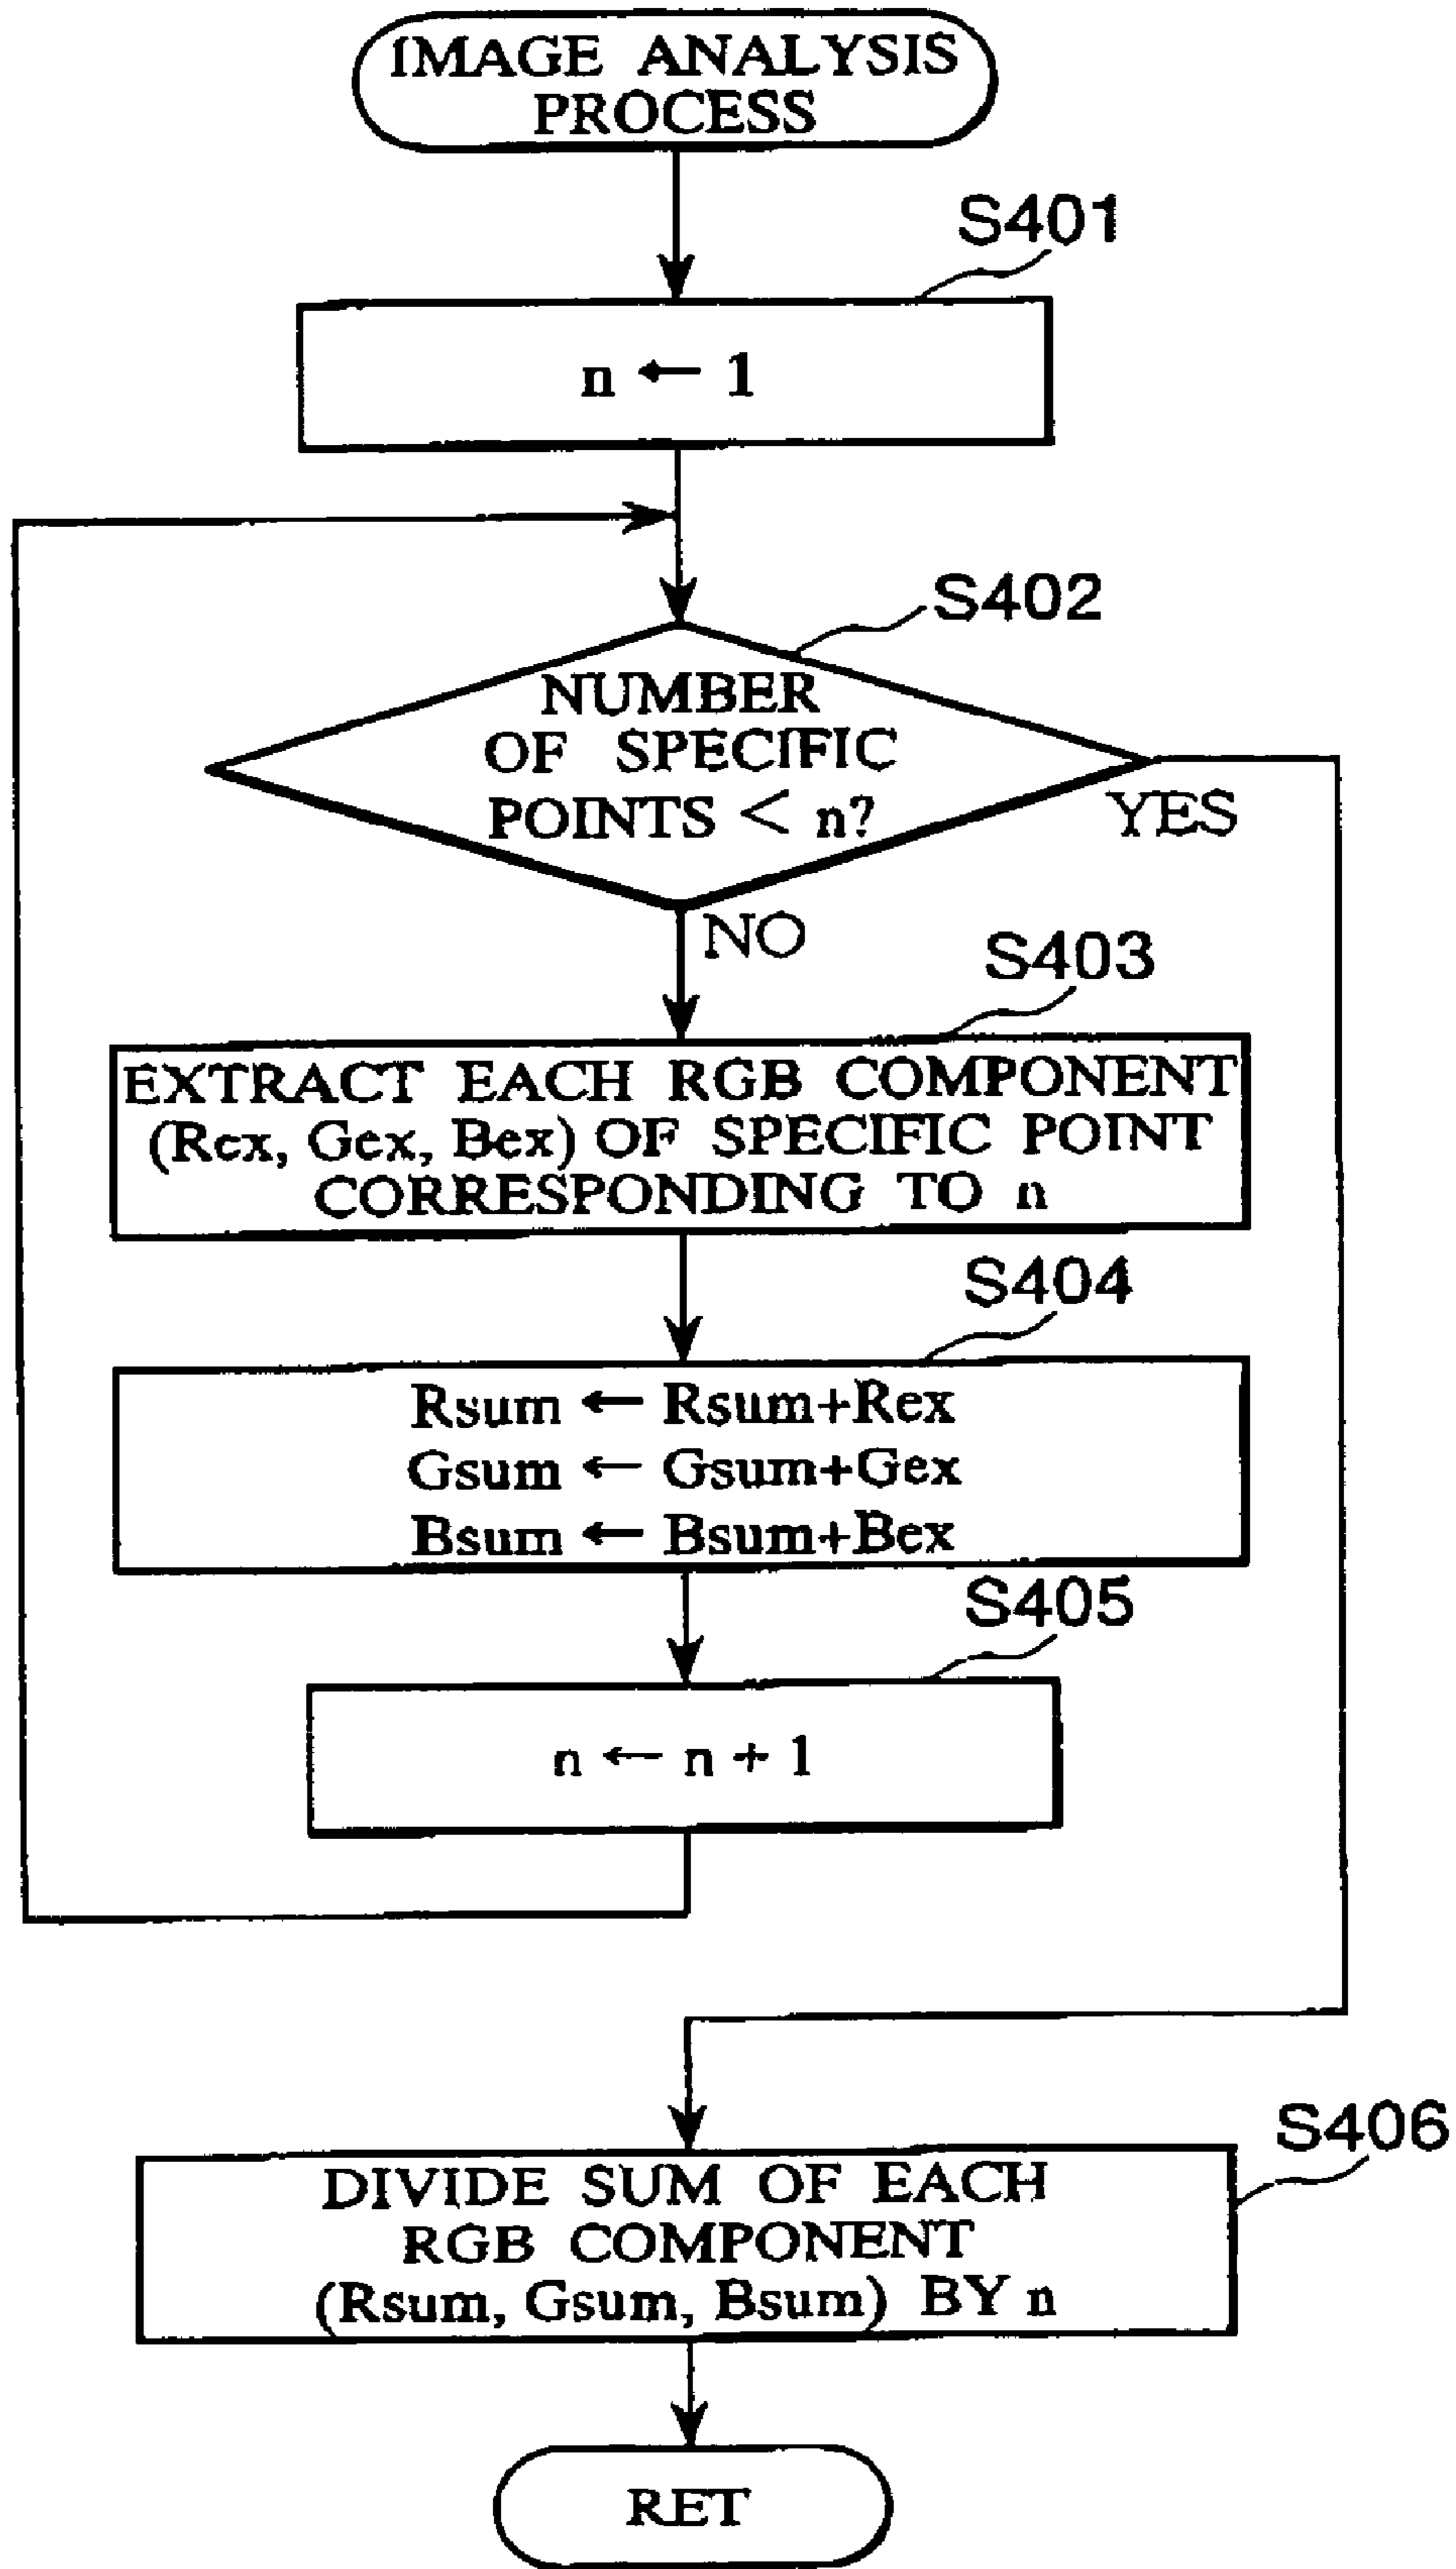 IMAGE ANALYSIS
PROCESS
S401
n ← 1
S402
NUMBER
OF SPECIFIC
POINTS < n?
YES
NO
S403
EXTRACT EACH RGB COMPONENT
(Rex, Gex, Bex) OF SPECIFIC POINT
CORRESPONDING TO n
S404
Rsum ← Rsum+Rex
Gsum ← Gsum+Gex
Bsum ← Bsum+Bex
S405
n ← n + 1
S406
DIVIDE SUM OF EACH
RGB COMPONENT
(Rsum, Gsum, Bsum) BY n
RET